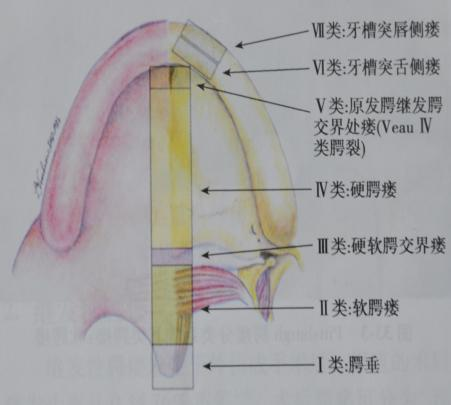 Ⅶ类:牙槽突唇侧瘘
Ⅵ类:牙槽突舌侧瘘
Ⅴ类:原发腭继发腭
交界处瘘(Veau Ⅳ
类腭裂)
Ⅳ类:硬腭瘘
Ⅲ类:硬软腭交界瘘
Ⅱ类:软腭瘘
Ⅰ类:腭垂